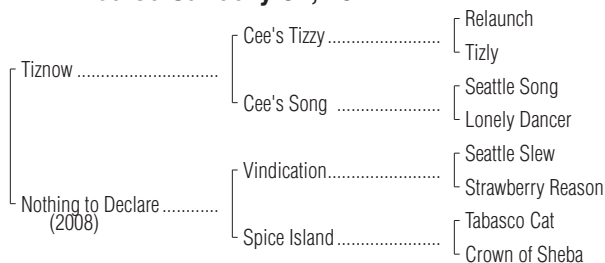 Relaunch
Cee's Tizzy
Tizly
Tiznow
Seattle Song
Cee's Song
Lonely Dancer
Seattle Slew
Vindication
Strawberry Reason
Nothing to Declare
(2008)
Tabasco Cat
Spice Island
Crown of Sheba